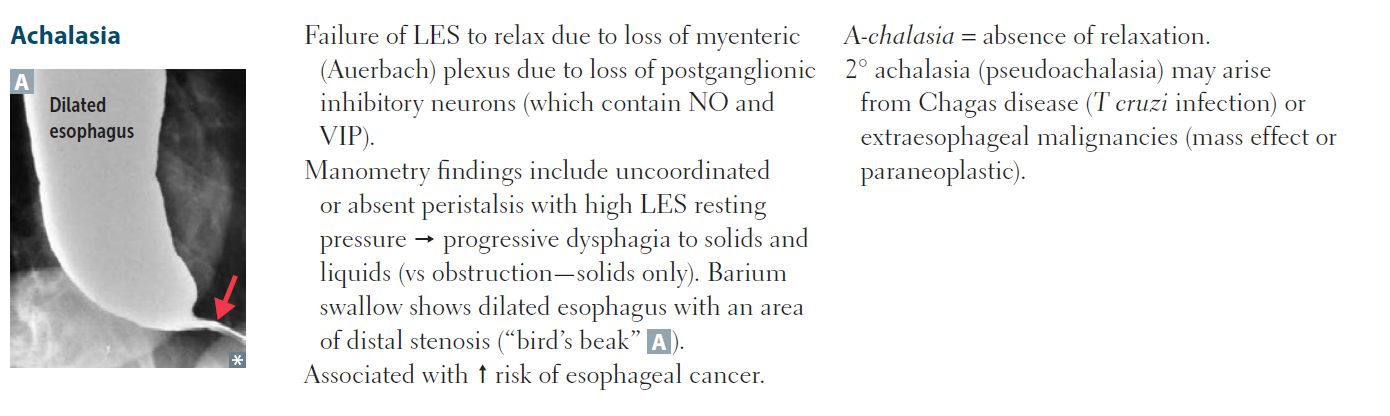 Achalasia
A
Dilated
esophagus
*
Failure of LES to relax due to loss of myenteric
(Auerbach) plexus due to loss of postganglionic
inhibitory neurons (which contain NO and
VIP).
Manometry findings include uncoordinated
or absent peristalsis with high LES resting
pressure → progressive dysphagia to solids and
liquids (vs obstruction—solids only). Barium
swallow shows dilated esophagus with an area
of distal stenosis (“bird’s beak” A).
Associated with ↑ risk of esophageal cancer.
A-chalasia = absence of relaxation.
2° achalasia (pseudoachalasia) may arise
from Chagas disease (T cruzi infection) or
extraesophageal malignancies (mass effect or
paraneoplastic).